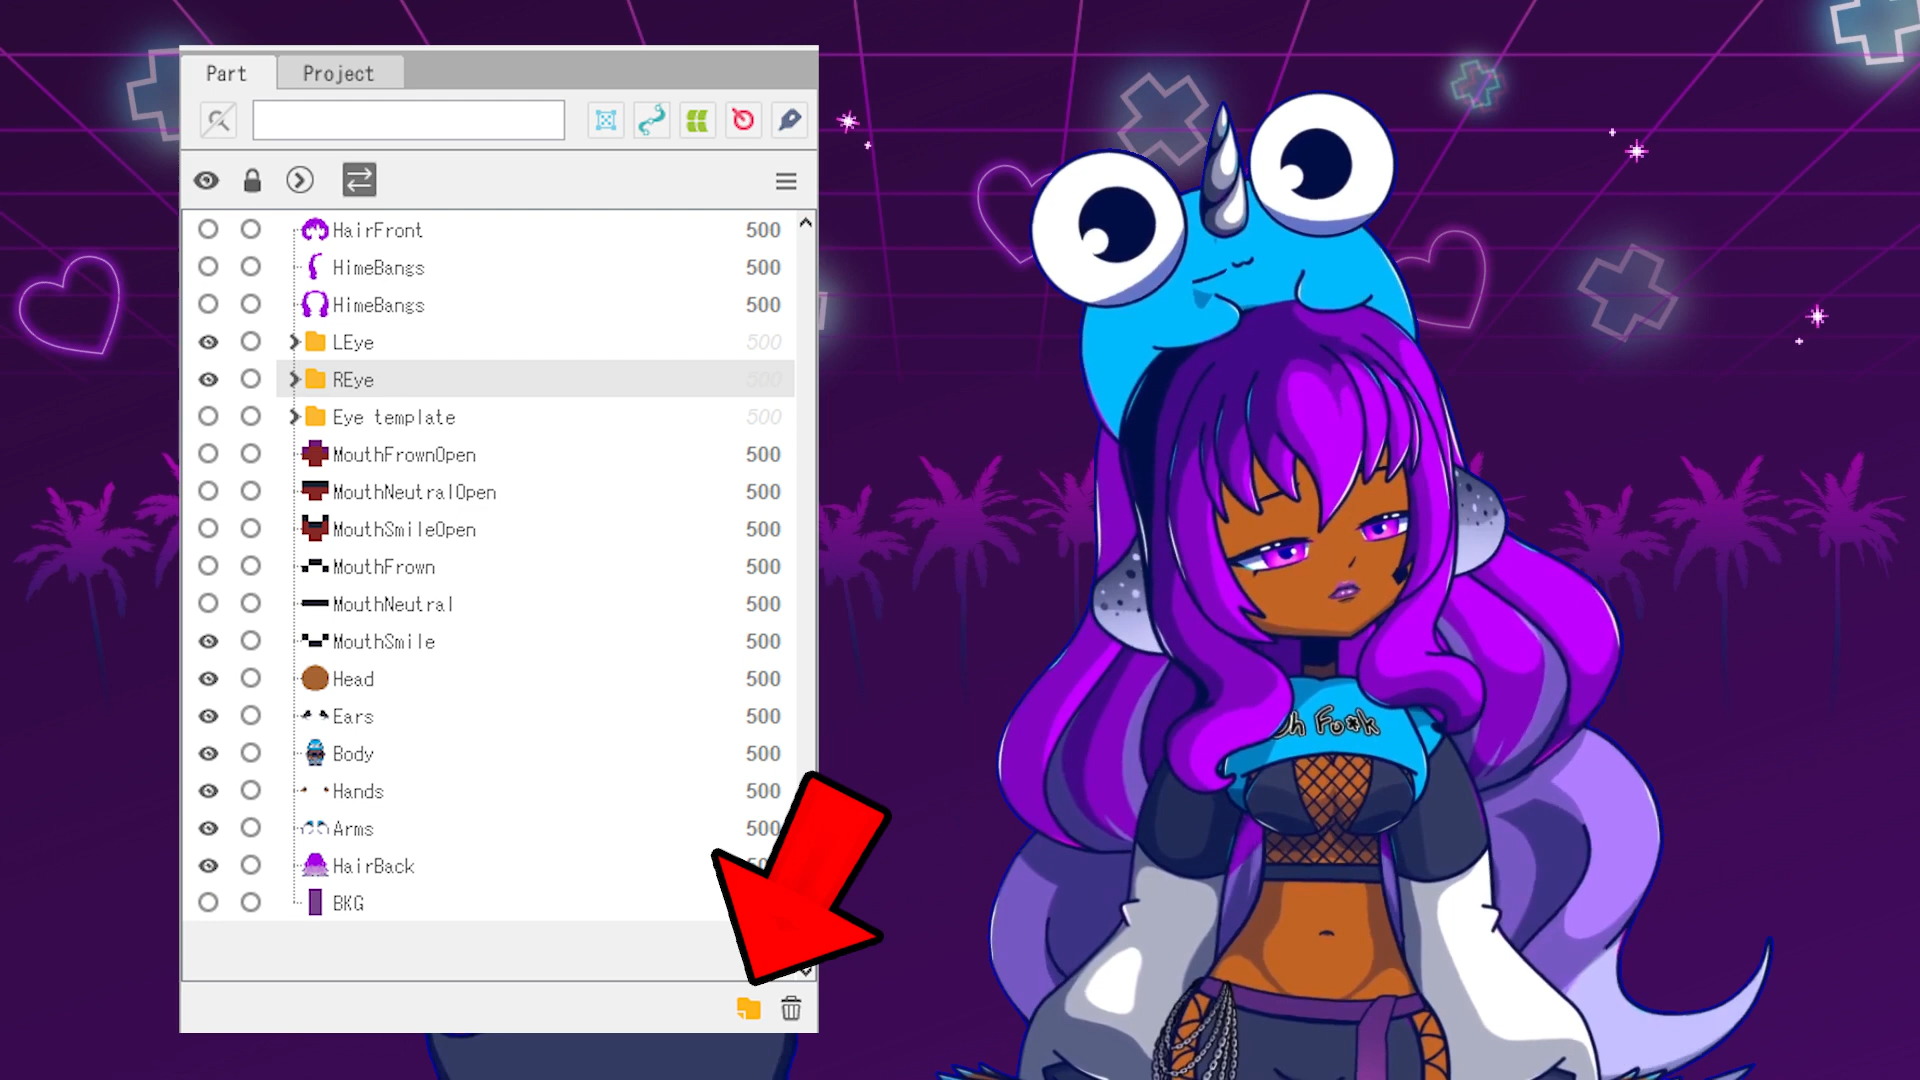 Part Project
HairFront 500
HimeBangs 500
HimeBangs 500
LEye 500
REye 500
Eye template 500
MouthFrownOpen 500
MouthNeutralOpen 500
MouthSmileOpen 500
MouthFrown 500
MouthNeutral 500
MouthSmile 500
Head 500
Ears 500
Body 500
Hands 500
Arms 500
HairBack
BKG
Oh Fu*k